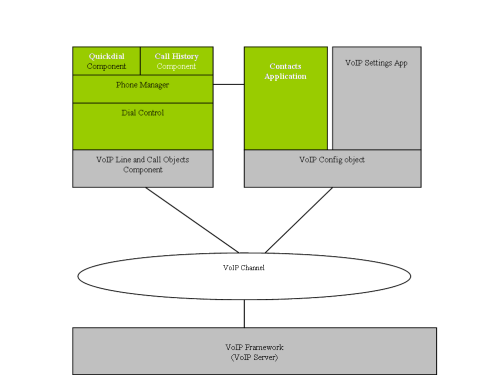 Quickdial
Component
Call History
Component
Phone Manager
Dial Control
VoIP Line and Call Objects
Component
Contacts
Application
VoIP Settings App
VoIP Config object
VoIP Channel
VoIP Framework
(VoIP Server)